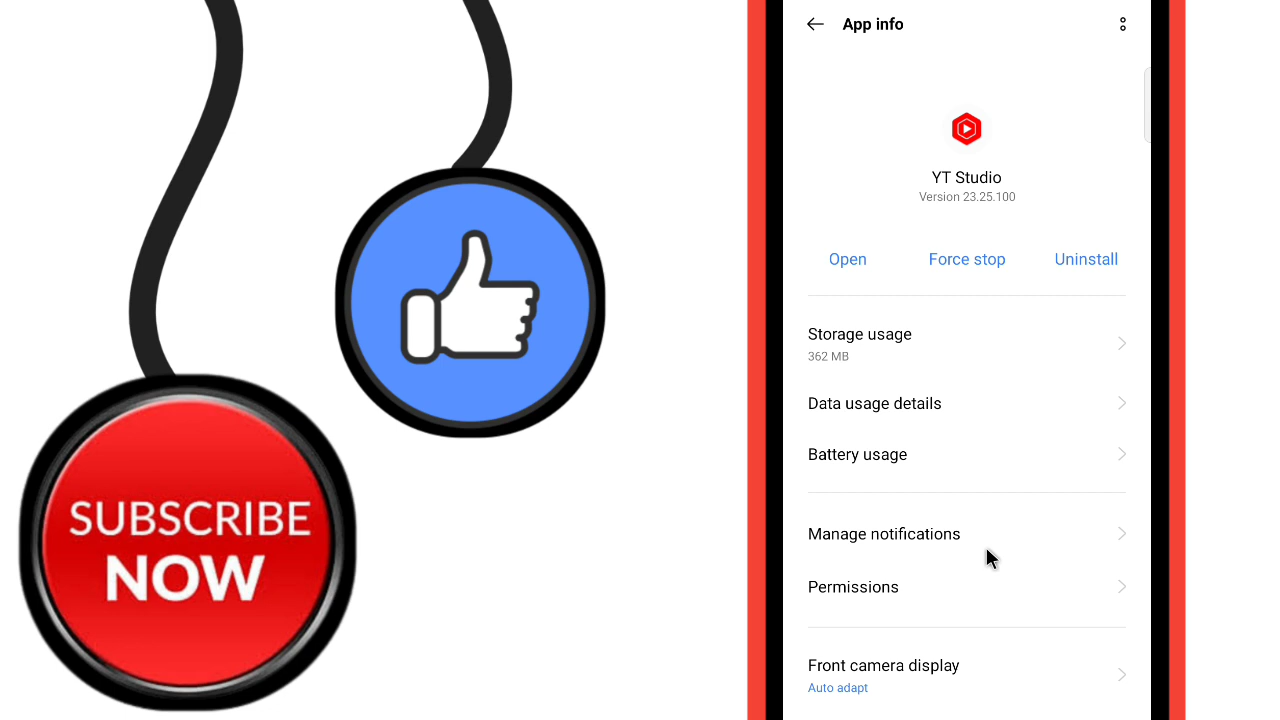 SUBSCRIBE
NOW
App info
YT Studio
Version 23.25.100
Open
Force stop
Uninstall
Storage usage
362 MB
Data usage details
Battery usage
Manage notifications
Permissions
Front camera display
Auto adapt